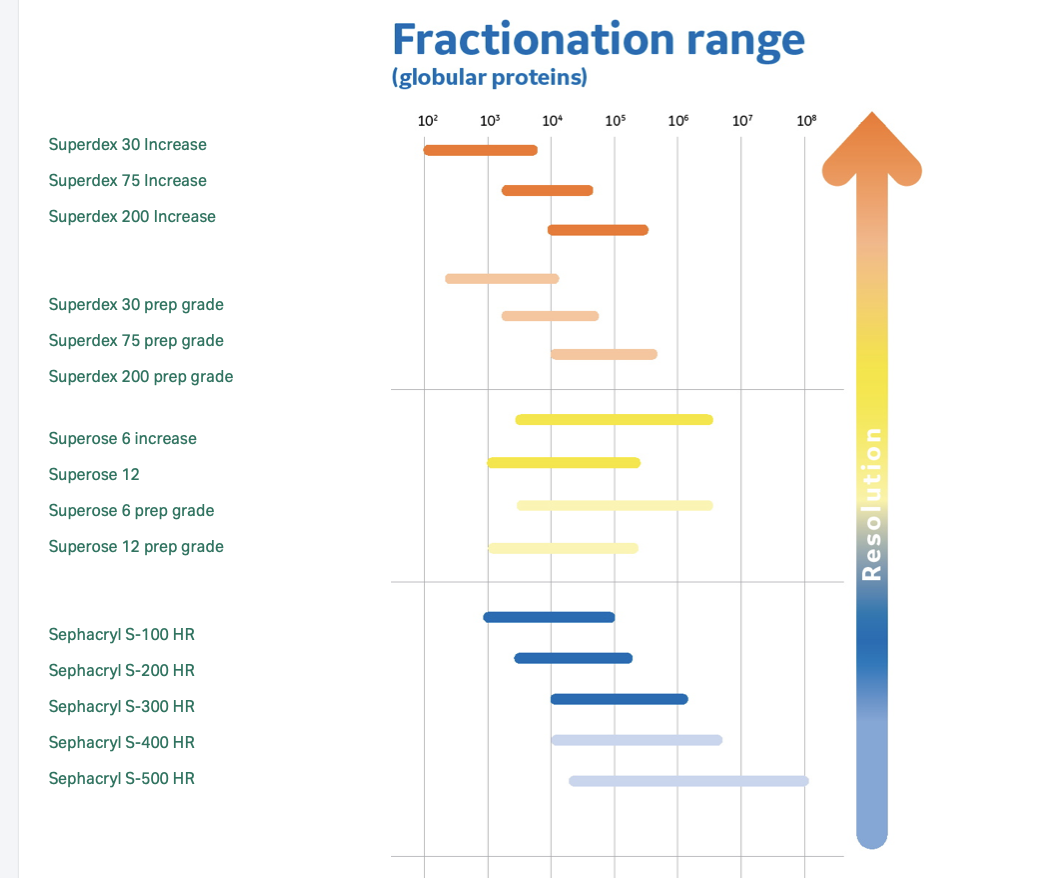 Fractionation range
(globular proteins)
10² 10³ 10⁴ 10⁵ 10⁶ 10⁷ 10⁸
Superdex 30 Increase
Superdex 75 Increase
Superdex 200 Increase
Superdex 30 prep grade
Superdex 75 prep grade
Superdex 200 prep grade
Superose 6 increase
Superose 12
Superose 6 prep grade
Superose 12 prep grade
Sephacryl S-100 HR
Sephacryl S-200 HR
Sephacryl S-300 HR
Sephacryl S-400 HR
Sephacryl S-500 HR
Resolution